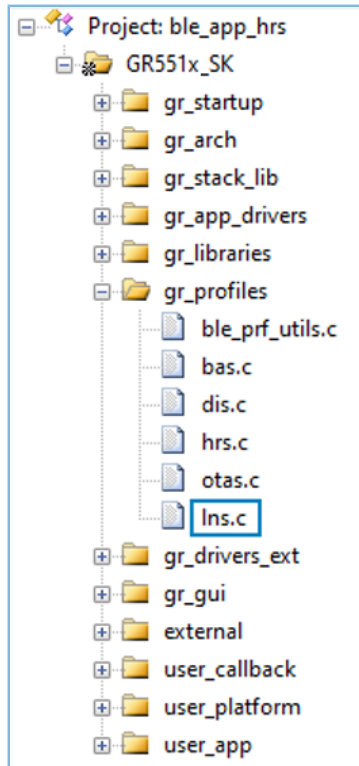 Project: ble_app_hrs
GR551x_SK
gr_startup
gr_arch
gr_stack_lib
gr_app_drivers
gr_libraries
gr_profiles
ble_prf_utils.c
bas.c
dis.c
hrs.c
otas.c
lns.c
gr_drivers_ext
gr_gui
external
user_callback
user_platform
user_app